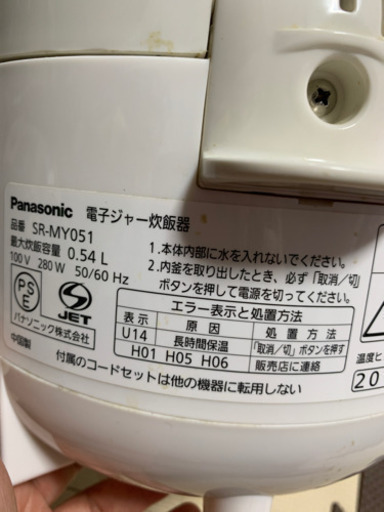 Panasonic 電子ジャー炊飯器
品番 SR-MY051
最大炊飯容量 0.54 L
100 V 280 W 50/60 Hz
1.本体内部に水を入れないでください。
2.内釜を取り出したとき、必ず「取消/切」
ボタンを押して電源を切ってください。
PSE
JET
パナソニック株式会社
中国製
エラー表示と処置方法
表示 原因 処置方法
U14 長時間保温 「取消/切」ボタンを押す
H01 H05 H06 販売店に連絡
付属のコードセットは他の機器に転用しない
温度ヒ
20